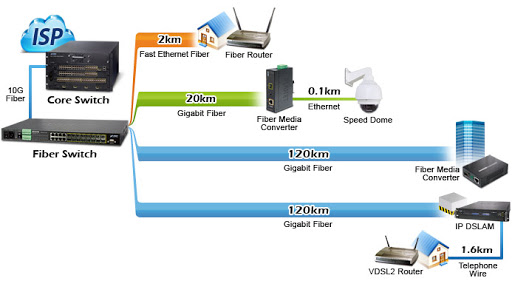 ISP
10G
Fiber
Core Switch
Fiber Switch
2km
Fast Ethernet Fiber
Fiber Router
20km
Gigabit Fiber
Fiber Media
Converter
0.1km
Ethernet
Speed Dome
120km
Gigabit Fiber
Fiber Media
Converter
120km
Gigabit Fiber
IP DSLAM
1.6km
Telephone
Wire
VDSL2 Router